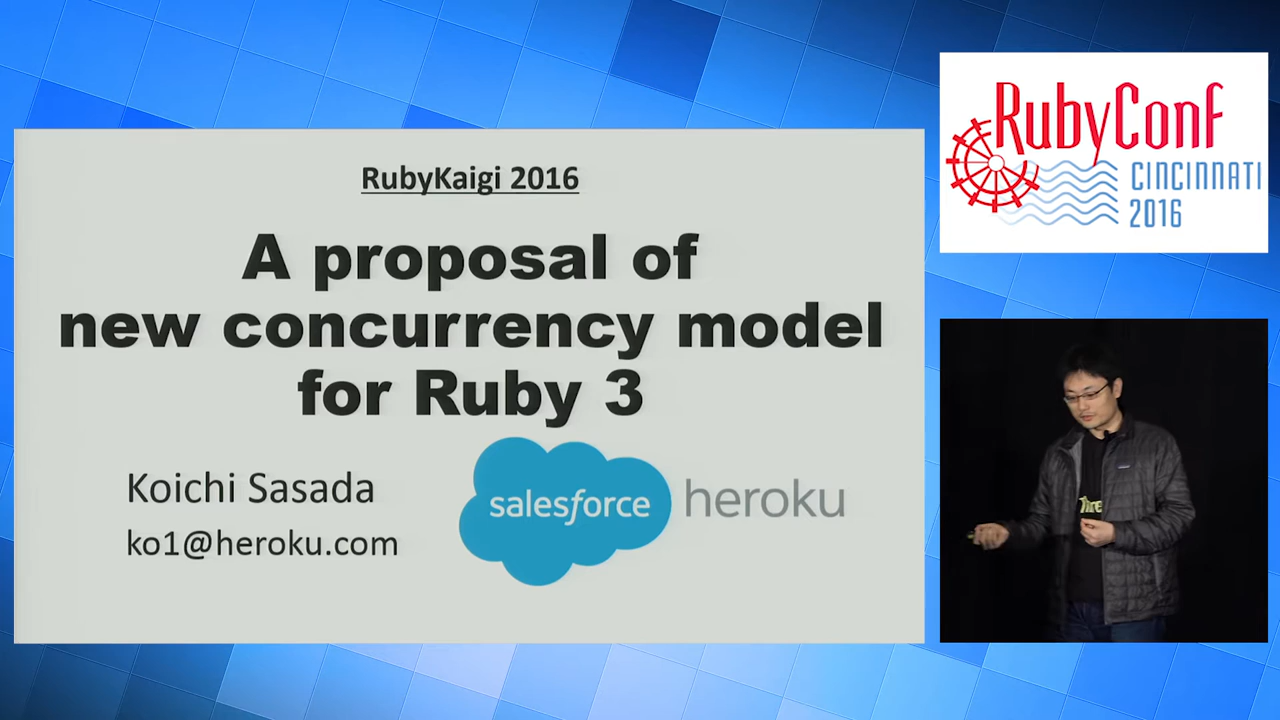 RubyKaigi 2016
A proposal of
new concurrency model
for Ruby 3
Koichi Sasada
ko1@heroku.com
salesforce
heroku
RubyConf
CINCINNATI
2016
Thre